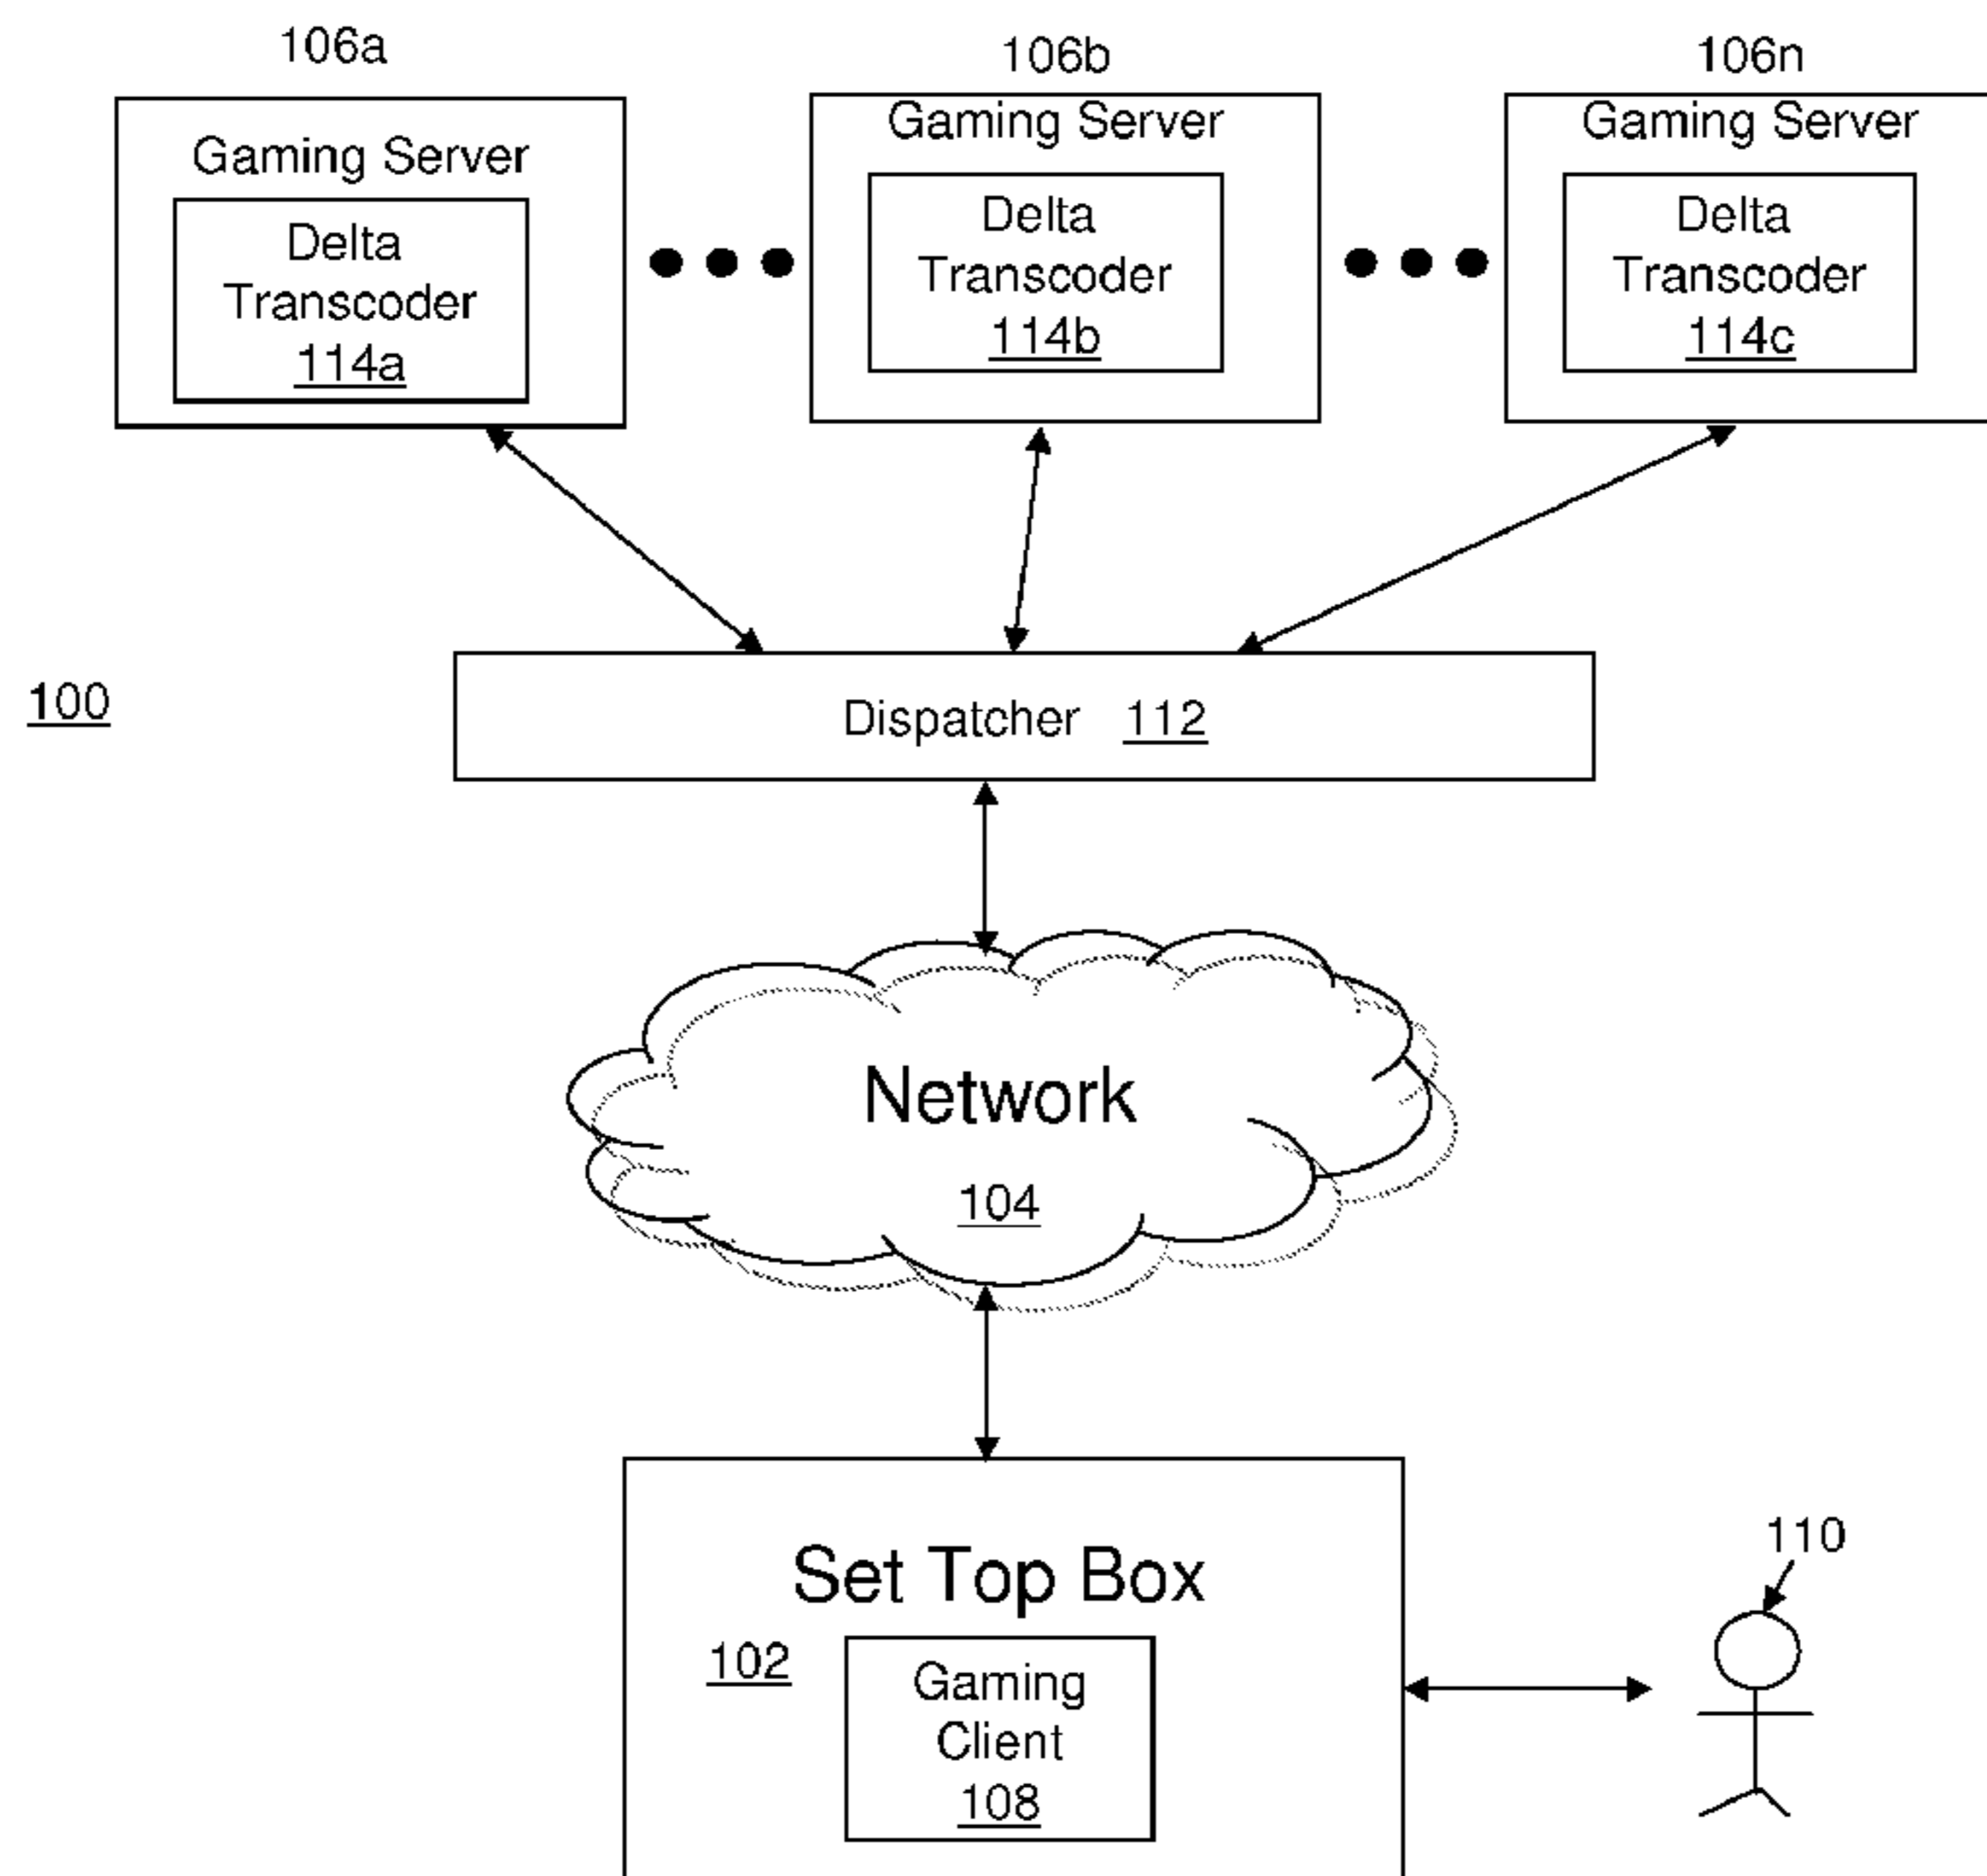 106a
106b
106n
Gaming Server
Delta
Transcoder
114a
Gaming Server
Delta
Transcoder
114b
Gaming Server
Delta
Transcoder
114c
100
Dispatcher 112
Network
104
Set Top Box
102
Gaming
Client
108
110